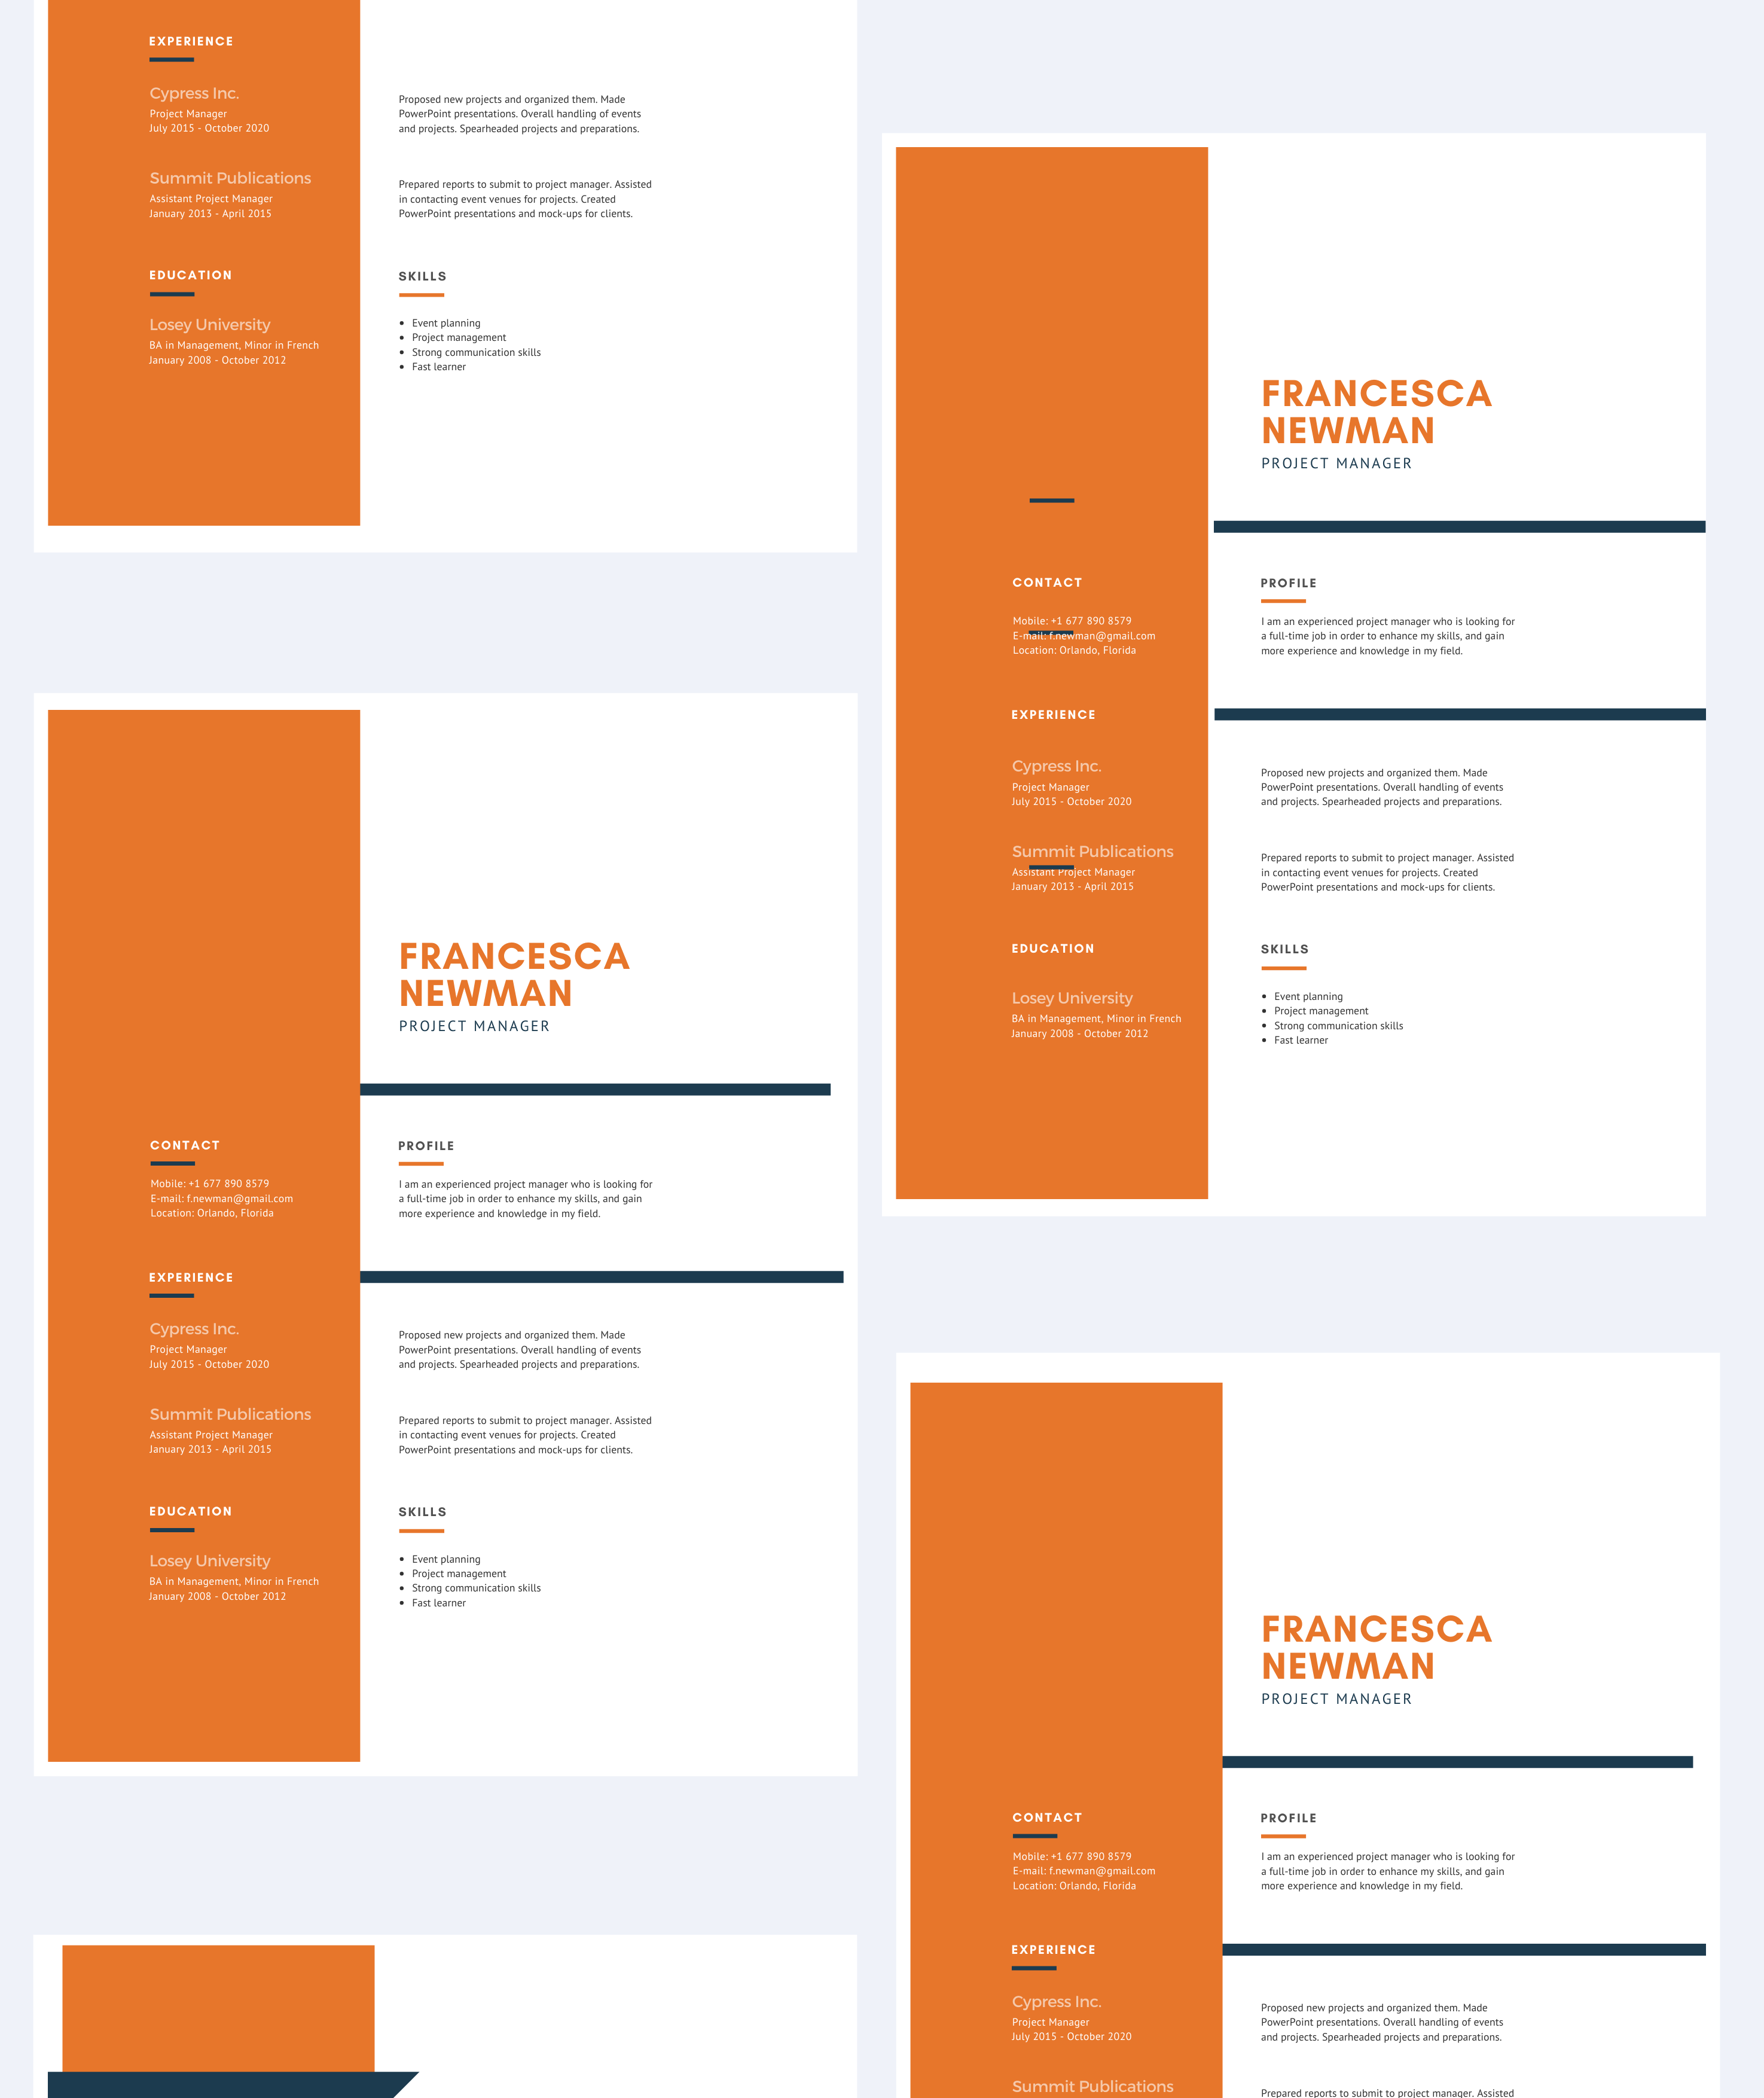 EXPERIENCE
Cypress Inc.
Project Manager
July 2015 - October 2020
Proposed new projects and organized them. Made
PowerPoint presentations. Overall handling of events
and projects. Spearheaded projects and preparations.
Summit Publications
Assistant Project Manager
January 2013 - April 2015
Prepared reports to submit to project manager. Assisted
in contacting event venues for projects. Created
PowerPoint presentations and mock-ups for clients.
EDUCATION
Losey University
BA in Management, Minor in French
January 2008 - October 2012
SKILLS
• Event planning
• Project management
• Strong communication skills
• Fast learner
FRANCESCA
NEWMAN
PROJECT MANAGER
CONTACT
Mobile: +1 677 890 8579
E-mail: f.newman@gmail.com
Location: Orlando, Florida
PROFILE
I am an experienced project manager who is looking for
a full-time job in order to enhance my skills, and gain
more experience and knowledge in my field.
EXPERIENCE
Cypress Inc.
Project Manager
July 2015 - October 2020
Proposed new projects and organized them. Made
PowerPoint presentations. Overall handling of events
and projects. Spearheaded projects and preparations.
Summit Publications
Assistant Project Manager
January 2013 - April 2015
Prepared reports to submit to project manager. Assisted
in contacting event venues for projects. Created
PowerPoint presentations and mock-ups for clients.
EDUCATION
Losey University
BA in Management, Minor in French
January 2008 - October 2012
SKILLS
• Event planning
• Project management
• Strong communication skills
• Fast learner
FRANCESCA
NEWMAN
PROJECT MANAGER
CONTACT
Mobile: +1 677 890 8579
E-mail: f.newman@gmail.com
Location: Orlando, Florida
PROFILE
I am an experienced project manager who is looking for
a full-time job in order to enhance my skills, and gain
more experience and knowledge in my field.
EXPERIENCE
Cypress Inc.
Project Manager
July 2015 - October 2020
Proposed new projects and organized them. Made
PowerPoint presentations. Overall handling of events
and projects. Spearheaded projects and preparations.
Summit Publications
Assistant Project Manager
January 2013 - April 2015
Prepared reports to submit to project manager. Assisted
in contacting event venues for projects. Created
PowerPoint presentations and mock-ups for clients.
EDUCATION
Losey University
BA in Management, Minor in French
January 2008 - October 2012
SKILLS
• Event planning
• Project management
• Strong communication skills
• Fast learner
FRANCESCA
NEWMAN
PROJECT MANAGER
CONTACT
Mobile: +1 677 890 8579
E-mail: f.newman@gmail.com
Location: Orlando, Florida
PROFILE
I am an experienced project manager who is looking for
a full-time job in order to enhance my skills, and gain
more experience and knowledge in my field.
EXPERIENCE
Cypress Inc.
Project Manager
July 2015 - October 2020
Proposed new projects and organized them. Made
PowerPoint presentations. Overall handling of events
and projects. Spearheaded projects and preparations.
Summit Publications
Prepared reports to submit to project manager. Assisted